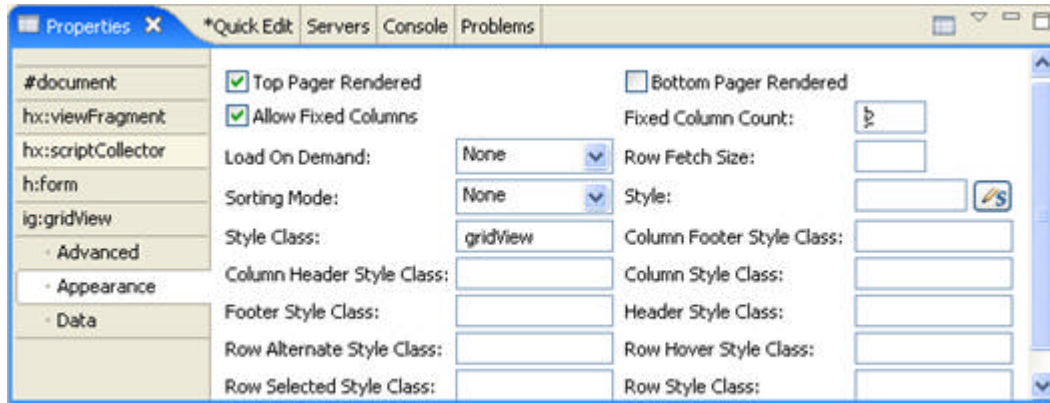 Properties *Quick Edit Servers Console Problems
#document
hx:viewFragment
hx:scriptCollector
h:form
ig:gridView
Advanced
Appearance
Data
Top Pager Rendered Bottom Pager Rendered
Allow Fixed Columns Fixed Column Count:
Load On Demand: None Row Fetch Size:
Sorting Mode: None Style: S
Style Class: gridView Column Footer Style Class:
Column Header Style Class: Column Style Class:
Footer Style Class: Header Style Class:
Row Alternate Style Class: Row Hover Style Class:
Row Selected Style Class: Row Style Class: